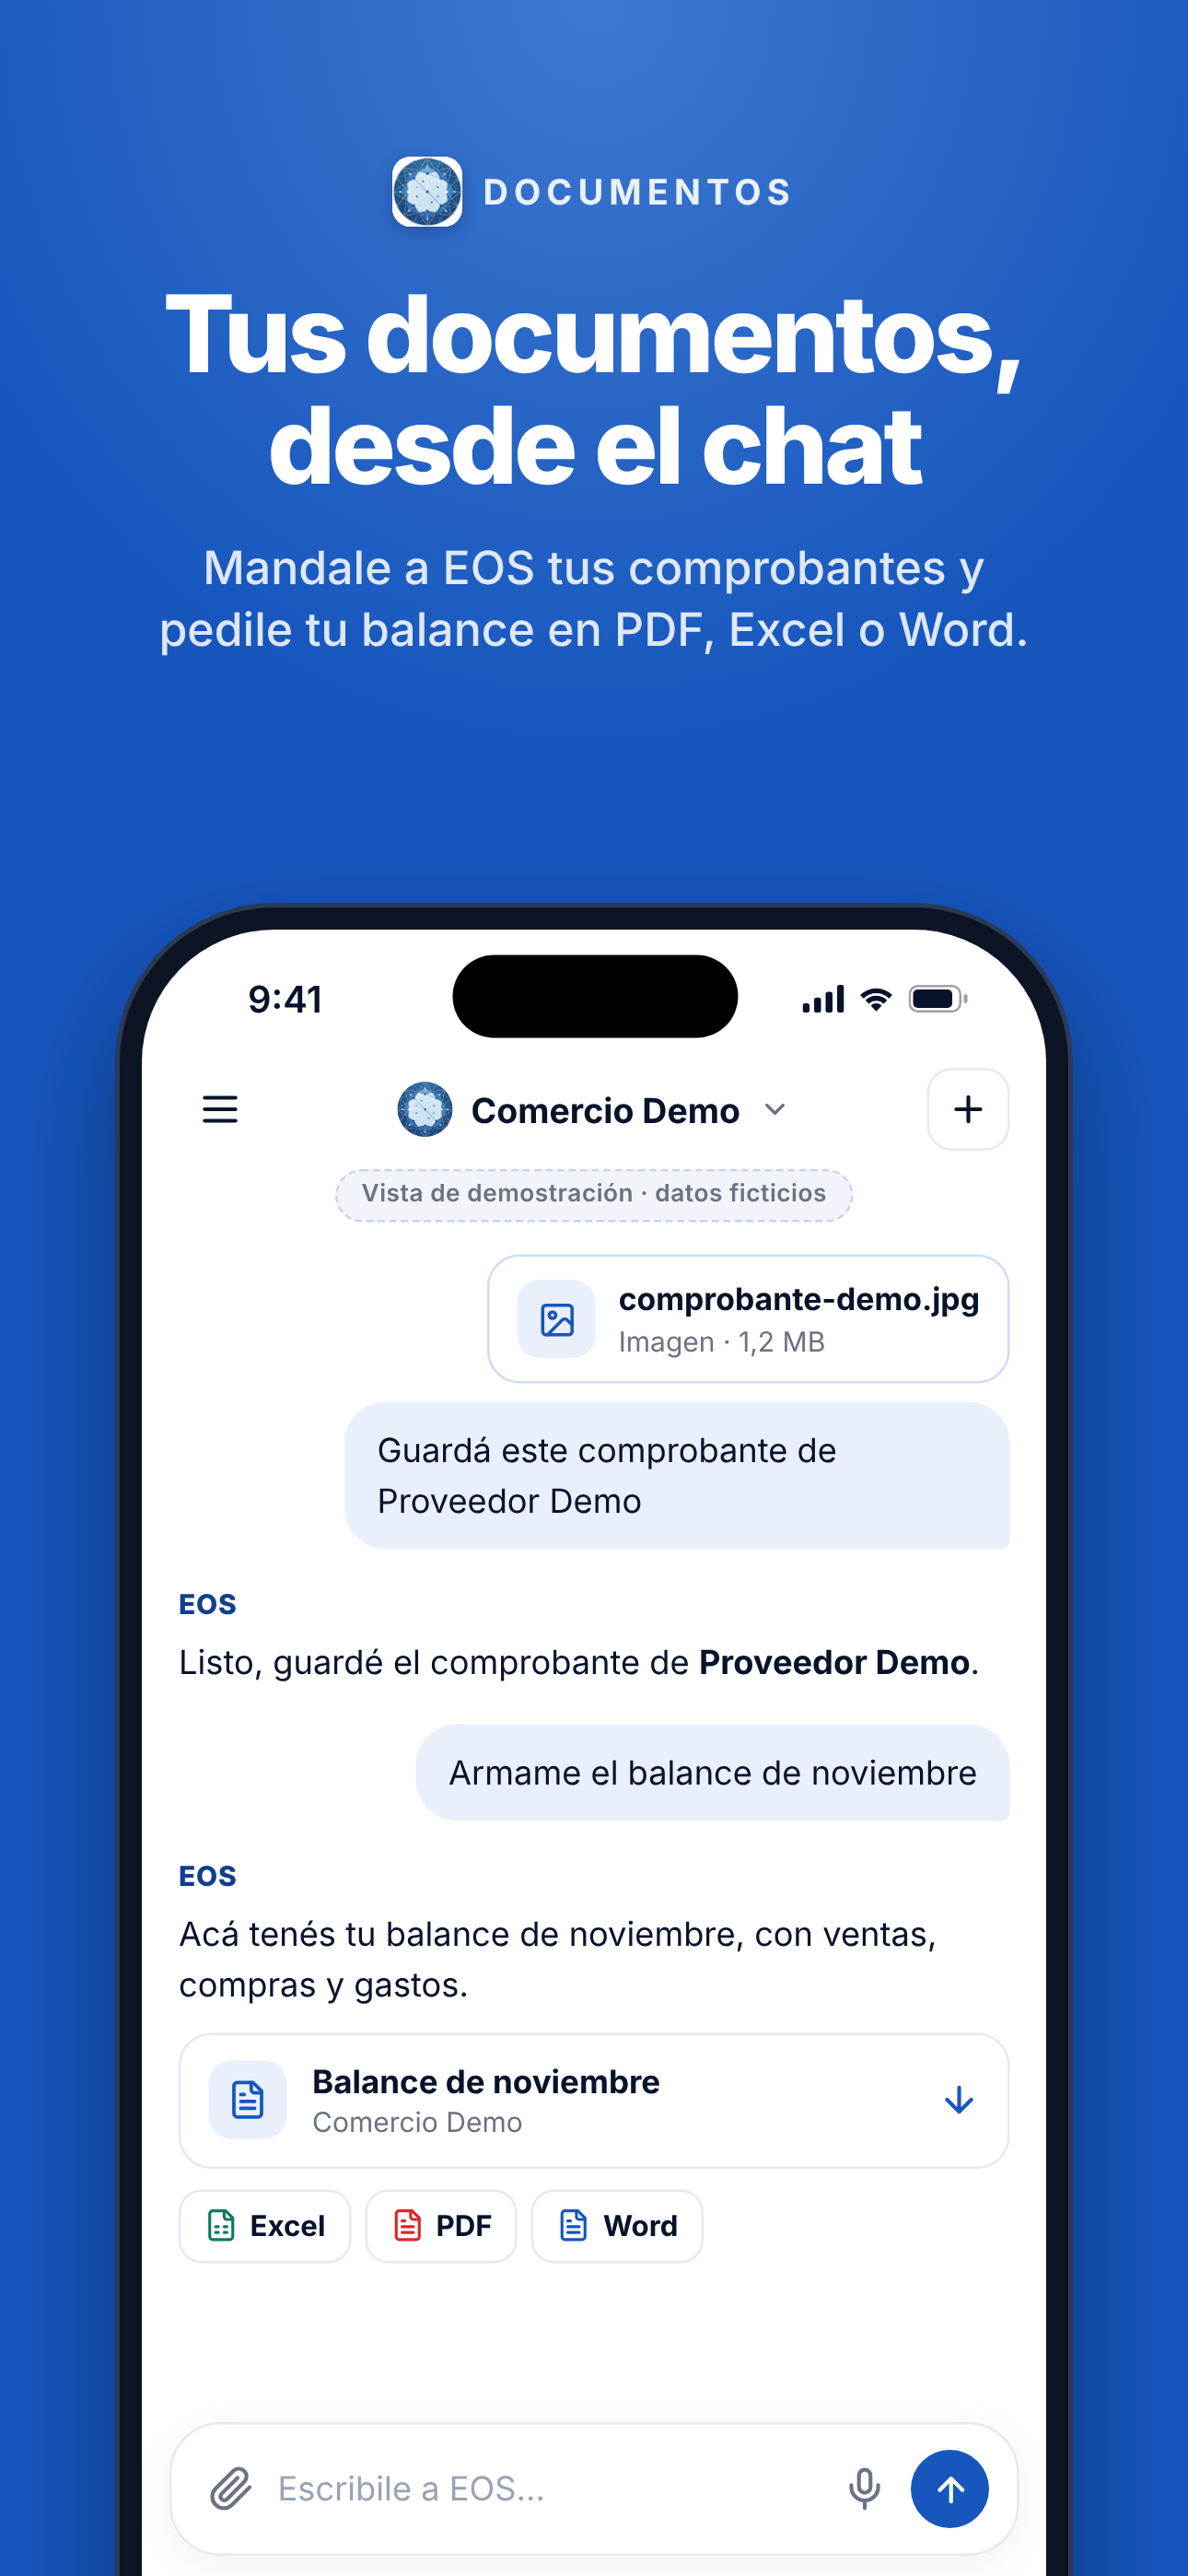 DOCUMENTOS
Tus documentos,
desde el chat
Mandale a EOS tus comprobantes y
pedile tu balance en PDF, Excel o Word.
9:41
Comercio Demo
Vista de demostración · datos ficticios
comprobante-demo.jpg
Imagen · 1,2 MB
Guardá este comprobante de
Proveedor Demo
EOS
Listo, guardé el comprobante de Proveedor Demo.
Armame el balance de noviembre
EOS
Acá tenés tu balance de noviembre, con ventas,
compras y gastos.
Balance de noviembre
Comercio Demo
Excel PDF Word
Escribile a EOS...